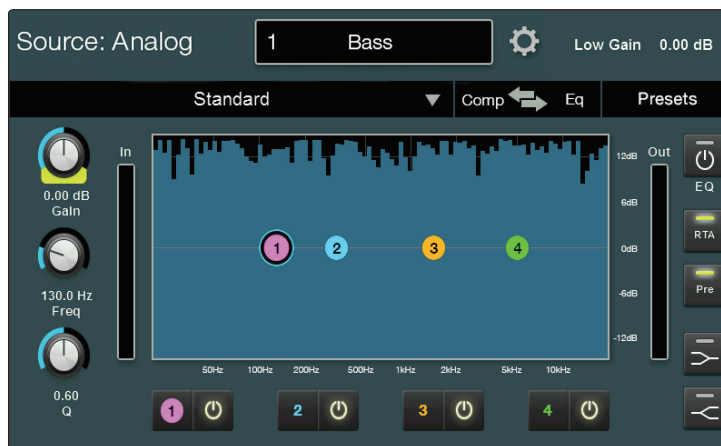 Source: Analog
1 Bass
Low Gain 0.00 dB
Standard
Comp Eq
Presets
In
Out
0.00 dB
Gain
130.0 Hz
Freq
0.60
Q
1 2 3 4
12dB
6dB
0dB
-6dB
-12dB
50Hz 100Hz 200Hz 500Hz 1kHz 2kHz 5kHz 10kHz
EQ
RTA
Pre
1 2 3 4